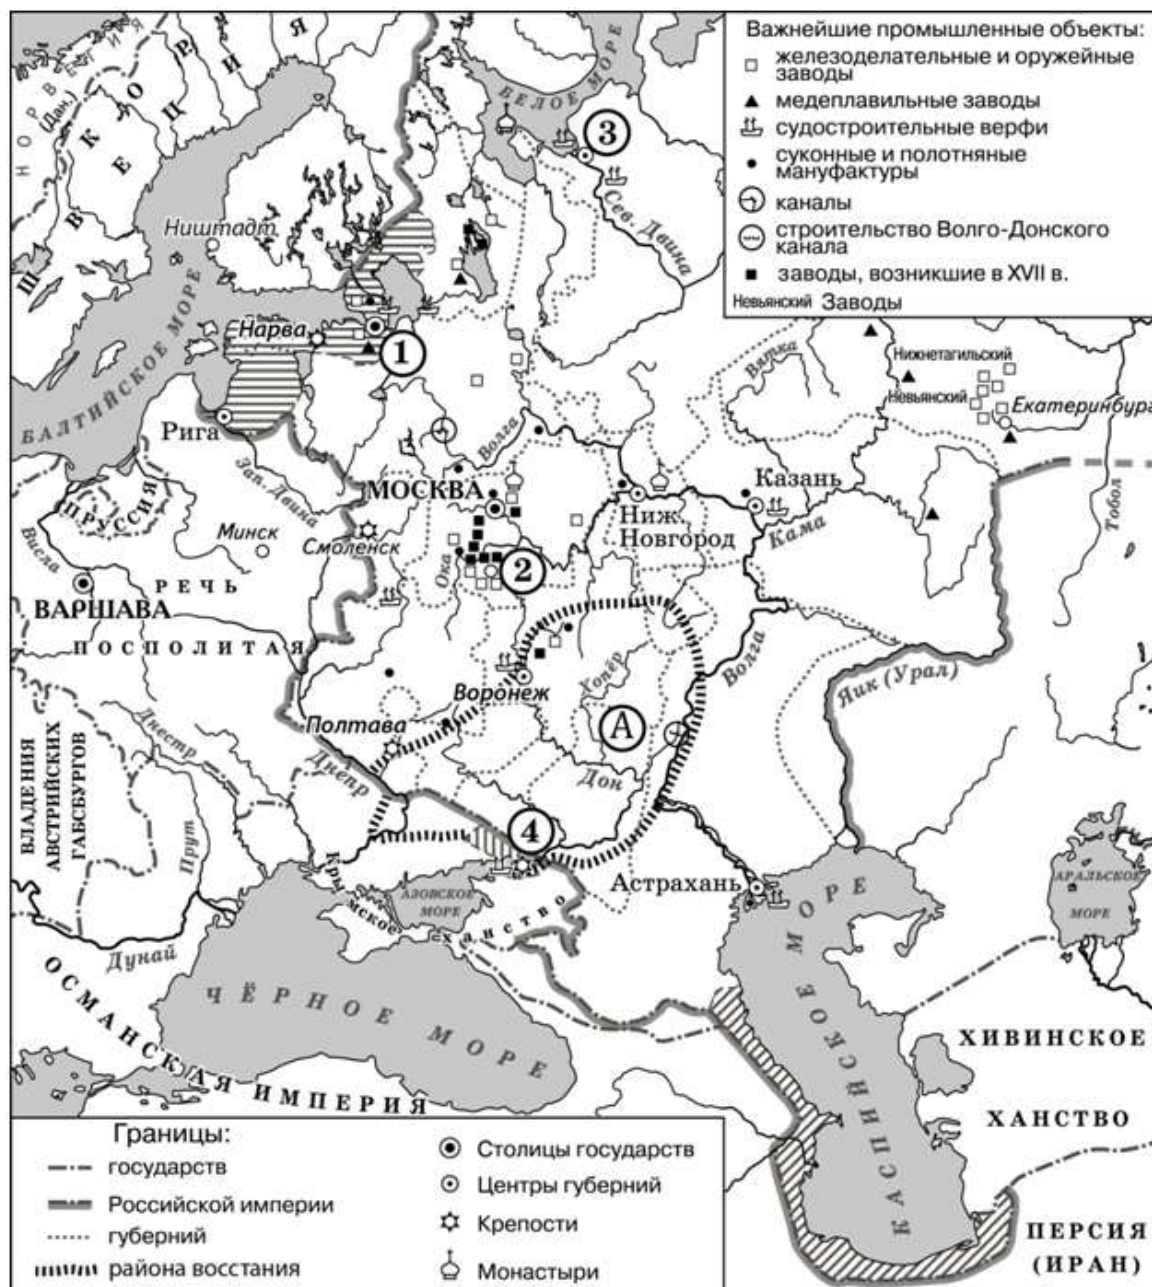 Важнейшие промышленные объекты:
железоделательные и оружейные
заводы
медеплавильные заводы
судостроительные верфи
суконные и полотняные
мануфактуры
каналы
строительство Волго-Донского
канала
заводы, возникшие в XVII в.
Невьянский Заводы
НОРВЕГИЯ
(Дан.)
ШВЕЦИЯ
БЕЛОЕ МОРЕ
3
Сев. Двина
Ништадт
БАЛТИЙСКОЕ МОРЕ
Нарва
1
Рига
Зап. Двина
Волга
Вятка
Нижнетагильский
Невьянский
Екатеринбург
Тобол
ПРУССИЯ
Висла
Минск
МОСКВА
Смоленск
Казань
Ниж.
Новгород
Кама
Ока
2
ВАРШАВА
РЕЧЬ
ПОСПОЛИТАЯ
Воронеж
Хопёр
Волга
Яик (Урал)
А
Полтава
Днестр
Днепр
Дон
ВЛАДЕНИЯ
АВСТРИЙСКИХ
ГАБСБУРГОВ
Прут
4
Астрахань
Крымское ханство
АЗОВСКОЕ
МОРЕ
АРАЛЬСКОЕ
МОРЕ
Дунай
ЧЁРНОЕ МОРЕ
ОСМАНСКАЯ ИМПЕРИЯ
КАСПИЙСКОЕ МОРЕ
ХИВИНСКОЕ
ХАНСТВО
ПЕРСИЯ
(ИРАН)
Границы:
государств
Российской империи
губерний
района восстания
Столицы государств
Центры губерний
Крепости
Монастыри